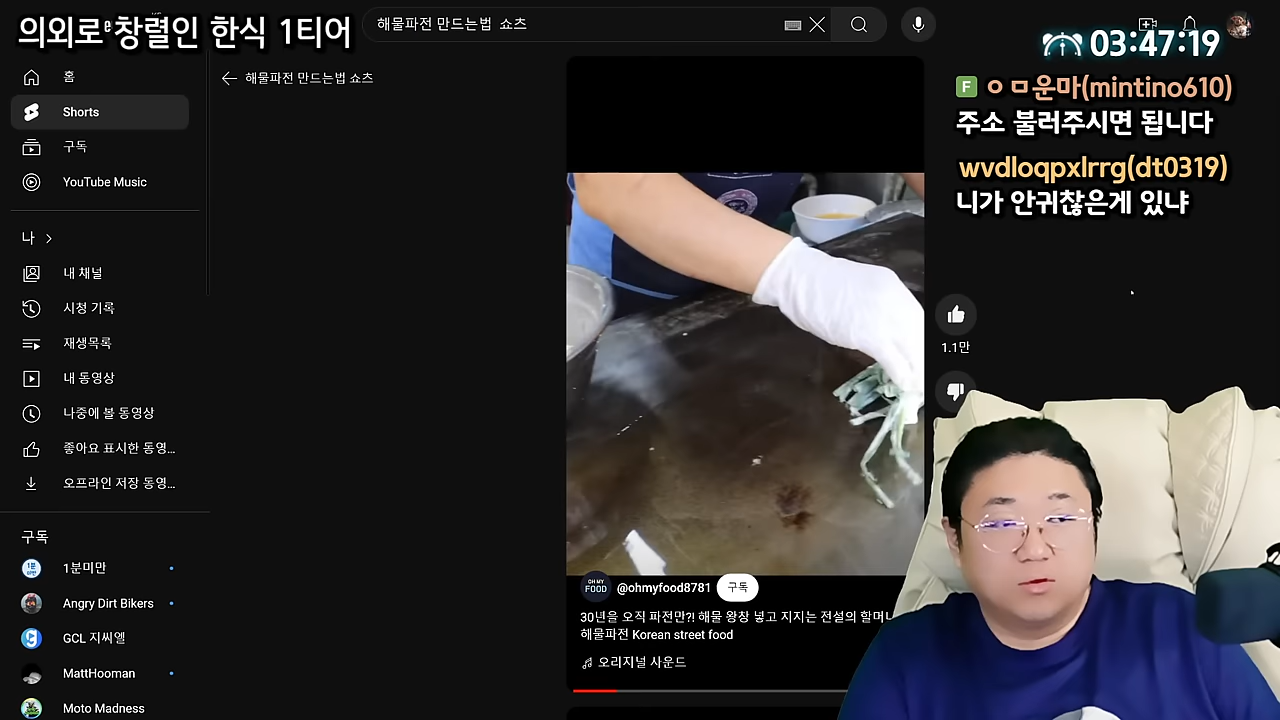 의외로 창렬인 한식 1티어
해물파전 만드는법 쇼츠
03:47:19
홈
해물파전 만드는법 쇼츠
F ㅇㅁ운마(mintino610)
주소 불러주시면 됩니다
wvdloqpxlrrg(dt0319)
니가 안귀찮은게 있냐
Shorts
구독
YouTube Music
나
내 채널
시청 기록
재생목록
내 동영상
나중에 볼 동영상
좋아요 표시한 동영...
오프라인 저장 동영...
구독
1분미만
Angry Dirt Bikers
GCL 지씨엘
MattHooman
Moto Madness
1.1만
OH MY
FOOD
@ohmyfood8781
구독
30년을 오직 파전만?! 해물 왕창 넣고 지지는 전설의 할머니
해물파전 Korean street food
오리지널 사운드